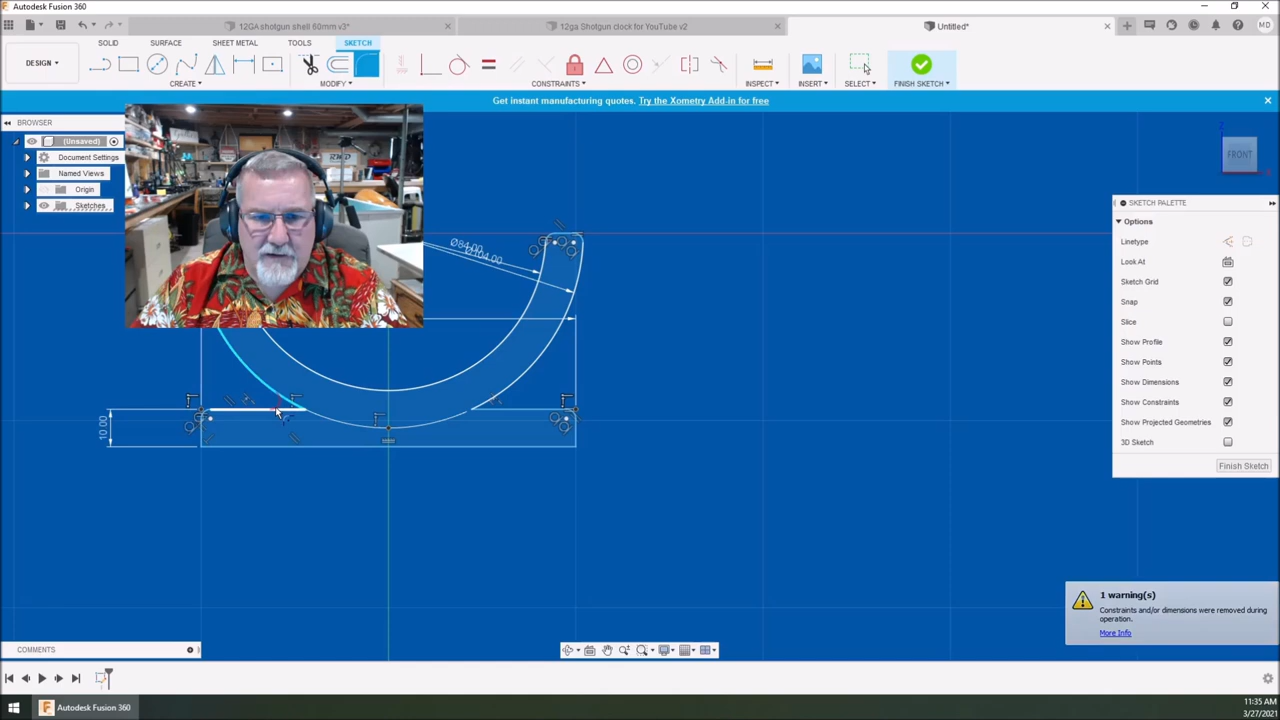 Autodesk Fusion 360
12GA shotgun shell 60mm v3*
12ga Shotgun clock for YouTube v2
Untitled*
MD
SOLID
SURFACE
SHEET METAL
TOOLS
SKETCH
DESIGN
CREATE
MODIFY
CONSTRAINTS
INSPECT
INSERT
SELECT
FINISH SKETCH
Get instant manufacturing quotes. Try the Xometry Add-in for free
BROWSER
(Unsaved)
Document Settings
Named Views
Origin
Sketches
FRONT
SKETCH PALETTE
Options
Linetype
Look At
Sketch Grid
Snap
Slice
Show Profile
Show Points
Show Dimensions
Show Constraints
Show Projected Geometries
3D Sketch
Finish Sketch
Ø84.00
Ø104.00
10.00
1 warning(s)
Constraints and/or dimensions were removed during
operation.
More Info
COMMENTS
Autodesk Fusion 360
11:35 AM
3/27/2021